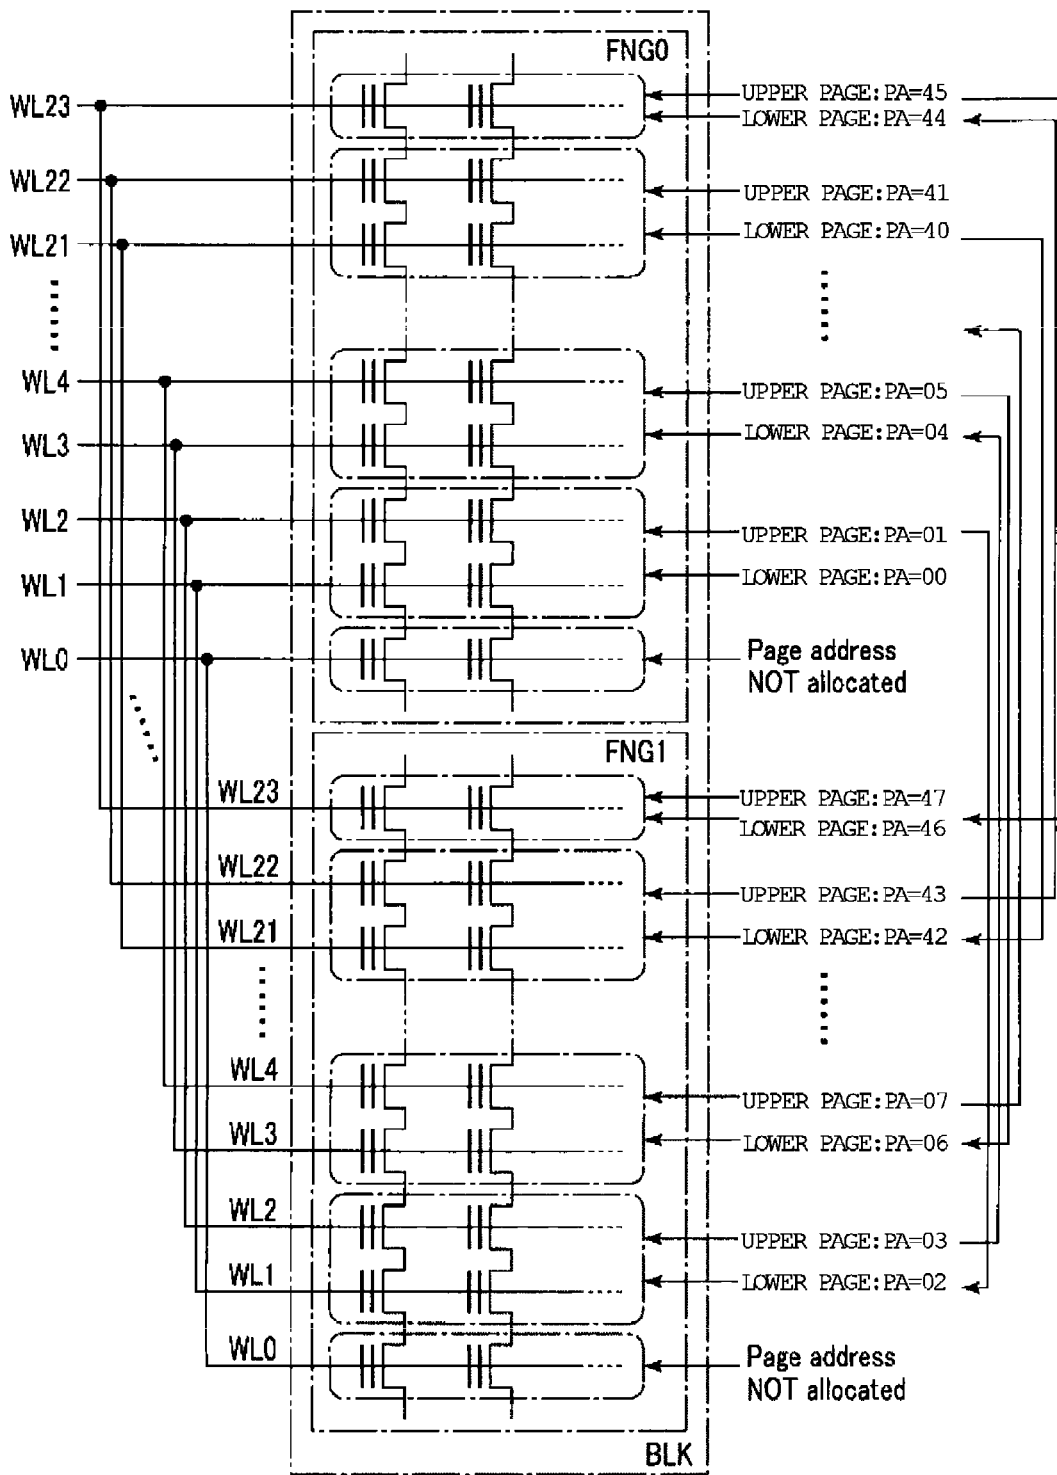 FNG0
WL23
UPPER PAGE:PA=45
LOWER PAGE:PA=44
WL22
UPPER PAGE:PA=41
WL21
LOWER PAGE:PA=40
WL4
UPPER PAGE:PA=05
WL3
LOWER PAGE:PA=04
WL2
UPPER PAGE:PA=01
WL1
LOWER PAGE:PA=00
WL0
Page address
NOT allocated
FNG1
WL23
UPPER PAGE:PA=47
LOWER PAGE:PA=46
WL22
UPPER PAGE:PA=43
WL21
LOWER PAGE:PA=42
WL4
UPPER PAGE:PA=07
WL3
LOWER PAGE:PA=06
WL2
UPPER PAGE:PA=03
WL1
LOWER PAGE:PA=02
WL0
Page address
NOT allocated
BLK